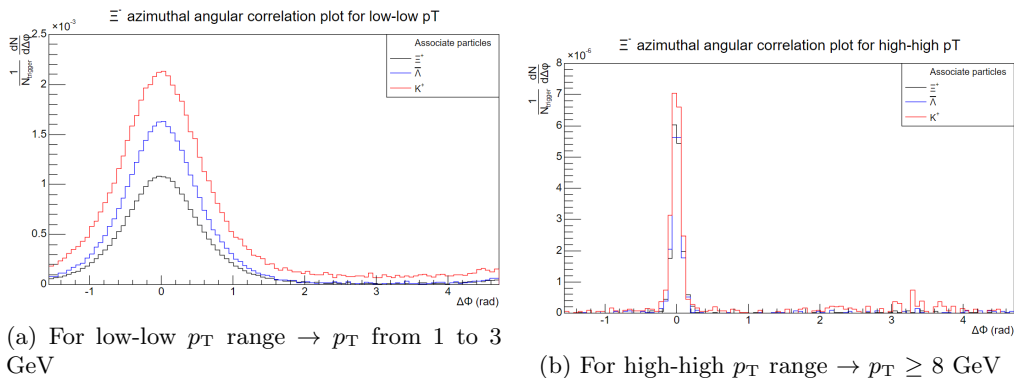 Ξ⁻ azimuthal angular correlation plot for low-low pT
×10⁻³
1/N_trigger dN/dΔφ
2.5
2
1.5
1
0.5
0
-1 0 1 2 3 4
ΔΦ (rad)
Associate particles
Ξ⁺
Λ̅
K⁺
(a) For low-low p_T range → p_T from 1 to 3
GeV
Ξ⁻ azimuthal angular correlation plot for high-high pT
×10⁻⁶
1/N_trigger dN/dΔφ
8
7
6
5
4
3
2
1
0
-1 0 1 2 3 4
ΔΦ (rad)
Associate particles
Ξ⁺
Λ̅
K⁺
(b) For high-high p_T range → p_T ≥ 8 GeV